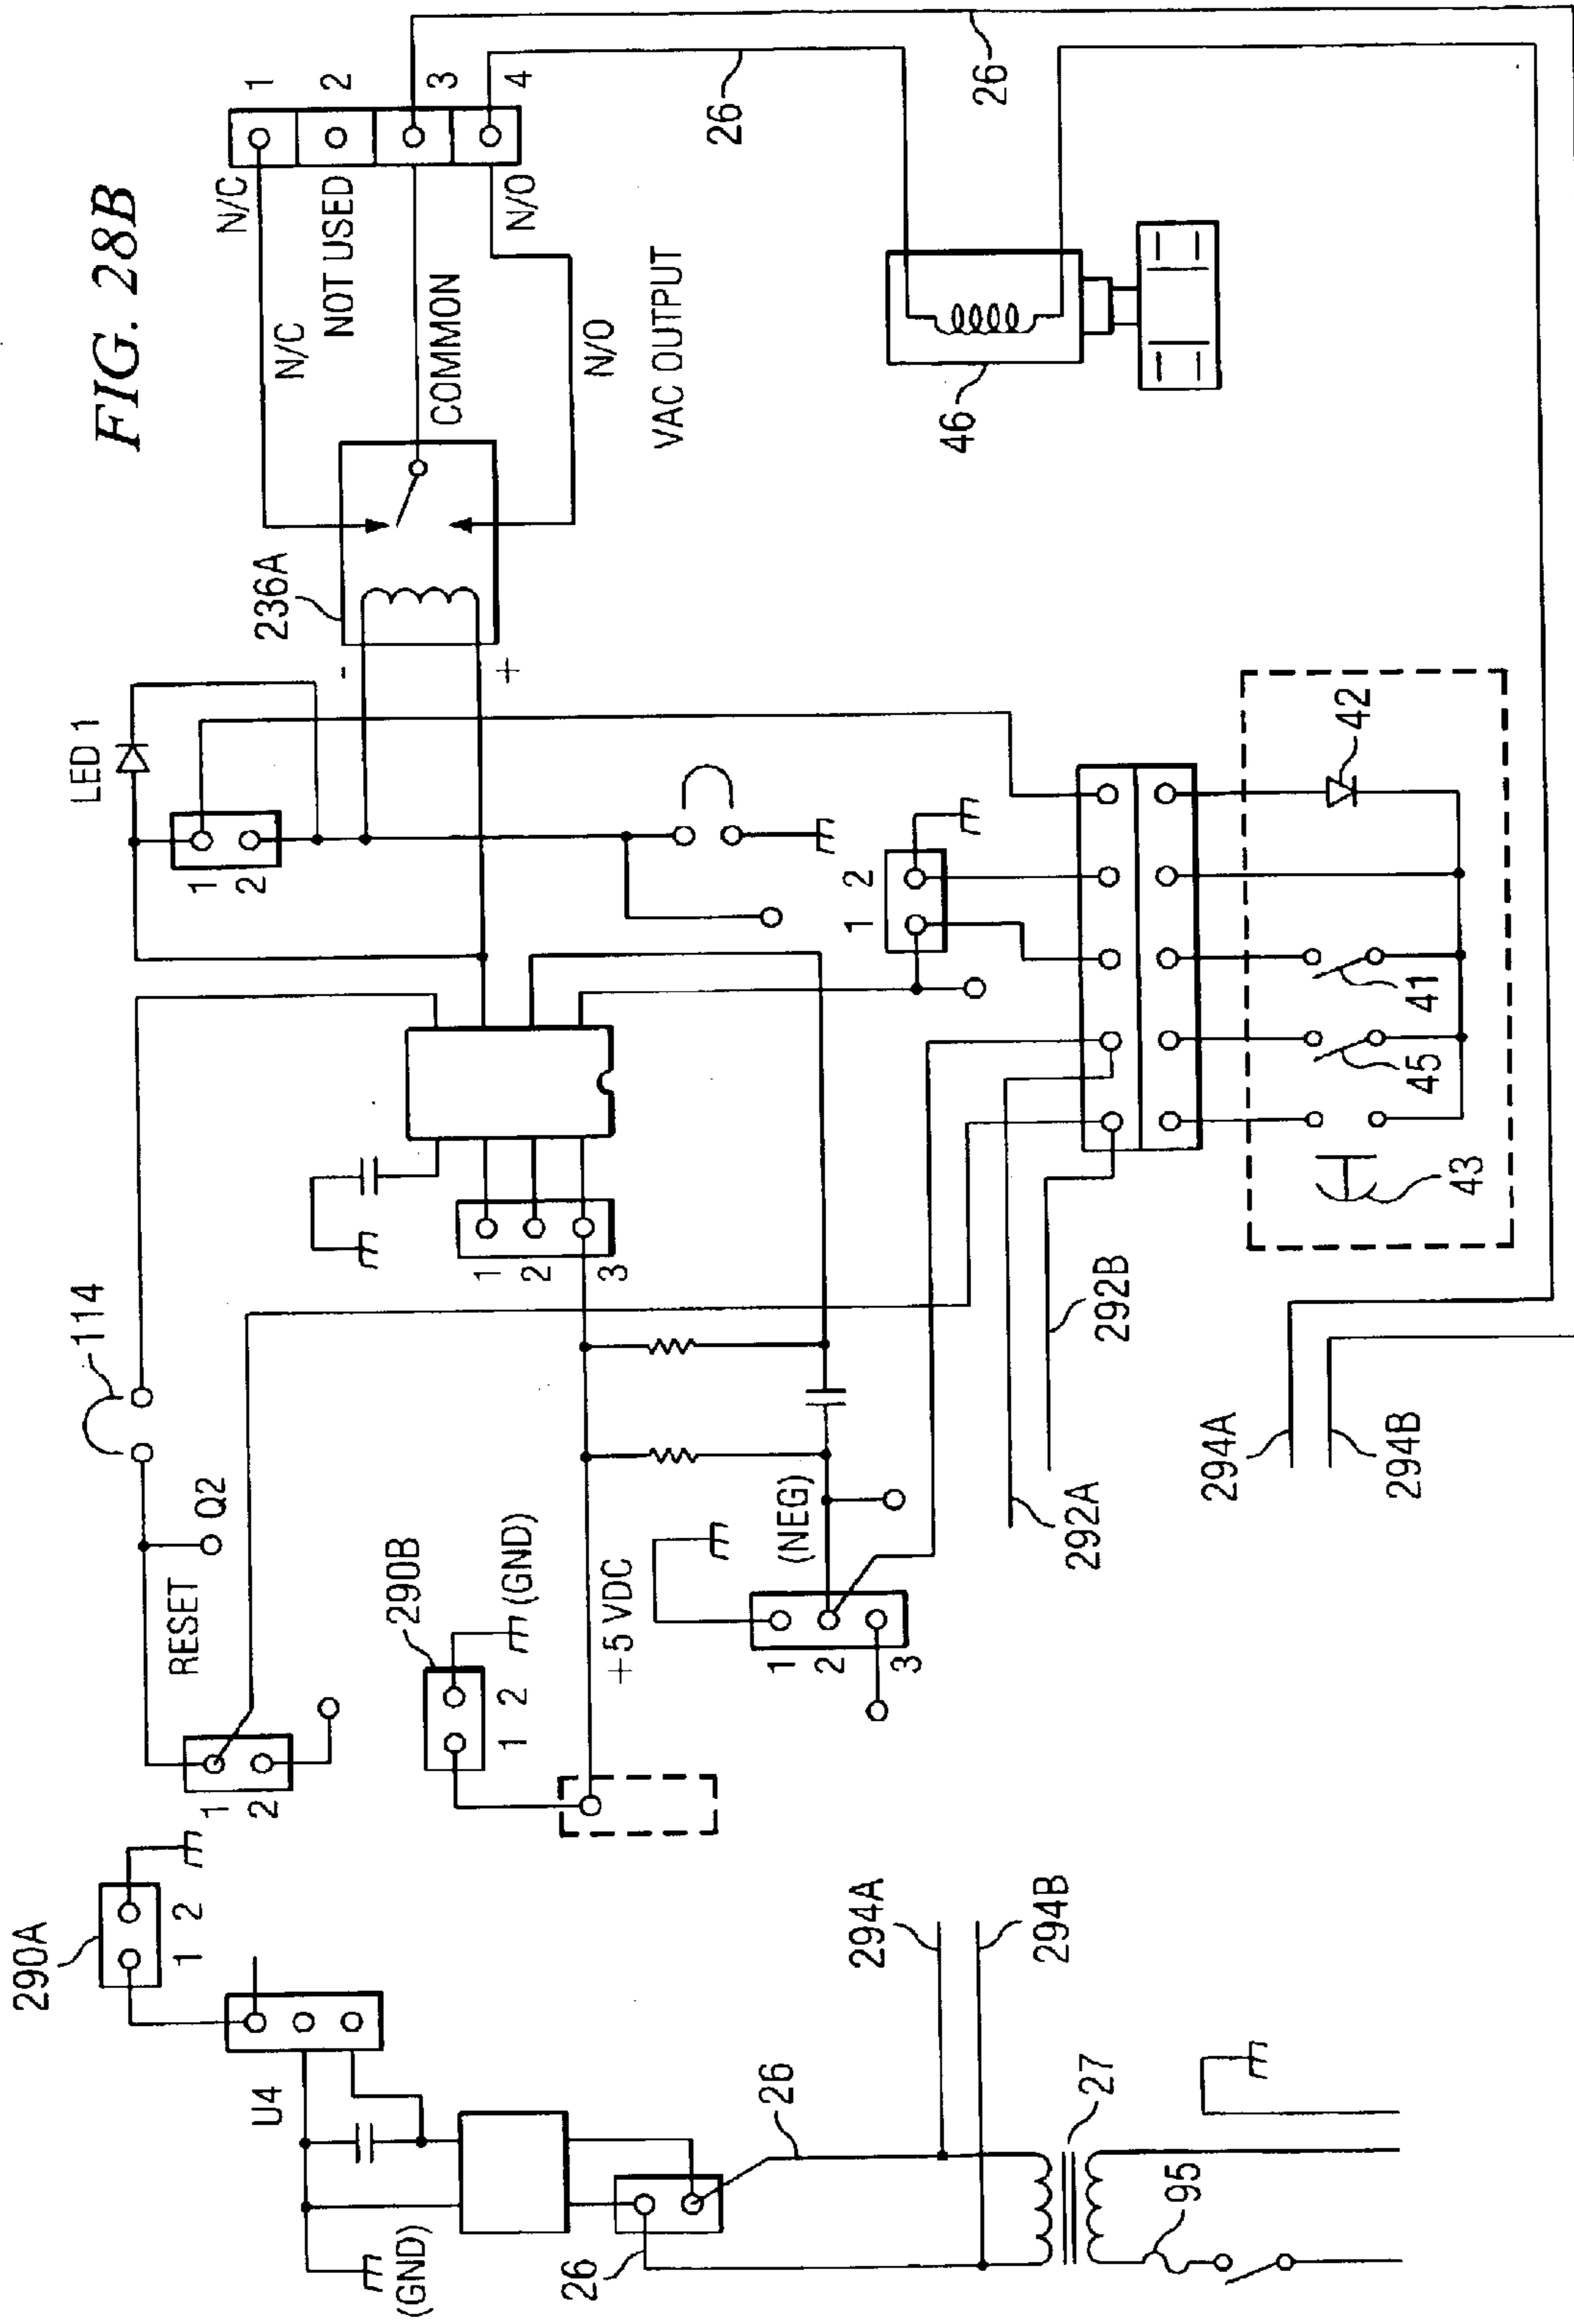 FIG. 28B
1
2
3
4
N/C
NOT USED
N/O
N/C
COMMON
N/O
VAC OUTPUT
26
26
46
236A
-
+
LED 1
1
2
1
2
42
41
45
43
114
1
2
3
RESET
Q2
1
2
290B
1
2
(GND)
+5 VDC
(NEG)
1
2
3
292A
292B
294A
294B
290A
1
2
U4
(GND)
26
26
294A
294B
27
95